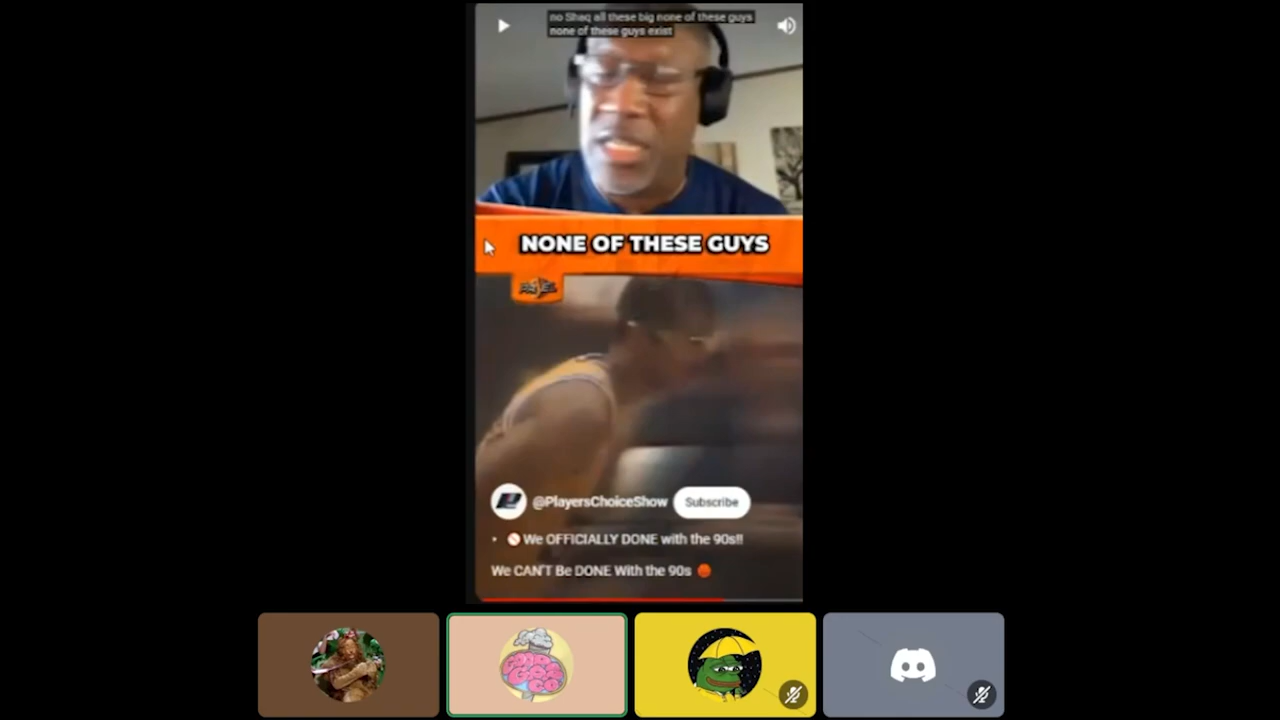 no Shaq all these big none of these guys
none of these guys exist
NONE OF THESE GUYS
@PlayersChoiceShow Subscribe
We OFFICIALLY DONE with the 90s!!
We CAN'T Be DONE With the 90s